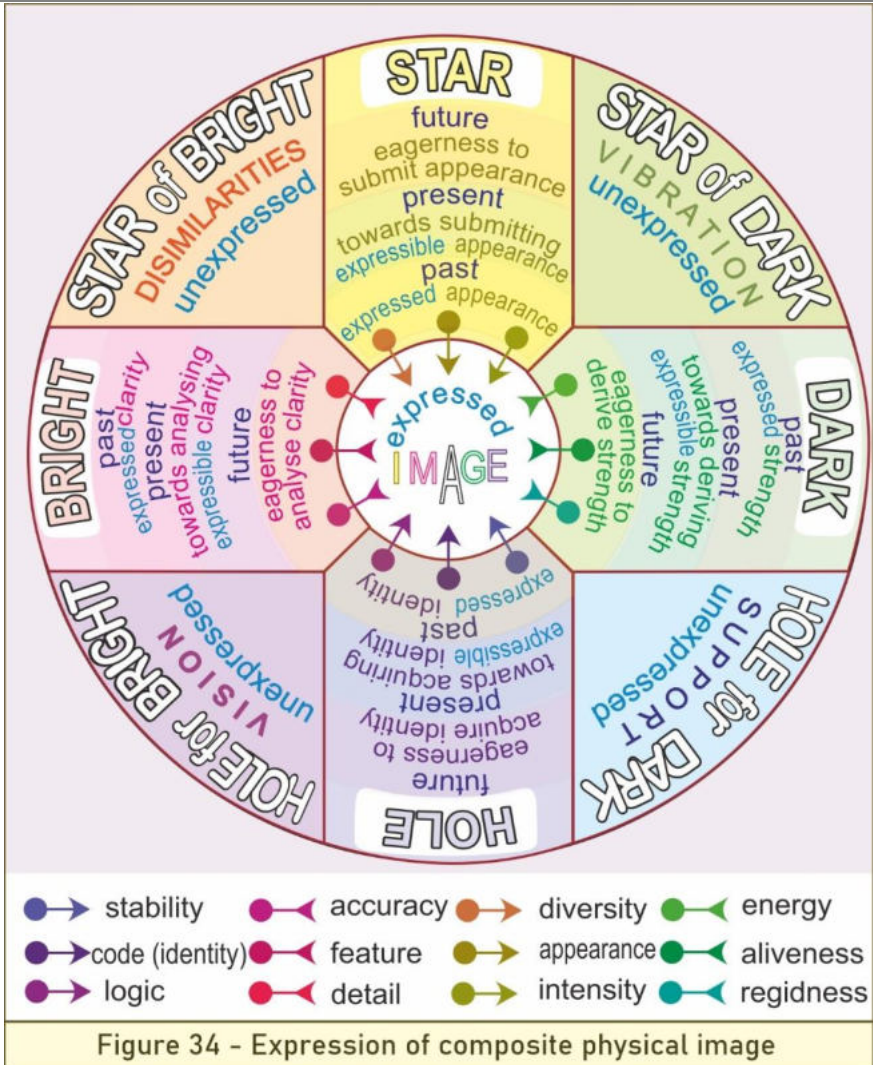 STAR
future
eagerness to
submit appearance
present
towards submitting
expressible appearance
past
expressed appearance
STAR of DARK
VIBRATION
unexpressed
DARK
past
expressed strength
present
towards deriving
expressible strength
future
eagerness to
derive strength
HOLE for DARK
SUPPORT
unexpressed
HOLE
future
eagerness to
acquire identity
present
towards acquiring
expressible identity
past
expressed identity
HOLE for BRIGHT
VISION
unexpressed
BRIGHT
past
expressed clarity
present
towards analysing
expressible clarity
future
eagerness to
analyse clarity
STAR of BRIGHT
DISIMILARITIES
unexpressed
expressed
IMAGE
stability
accuracy
diversity
energy
code (identity)
feature
appearance
aliveness
logic
detail
intensity
regidness
Figure 34 - Expression of composite physical image